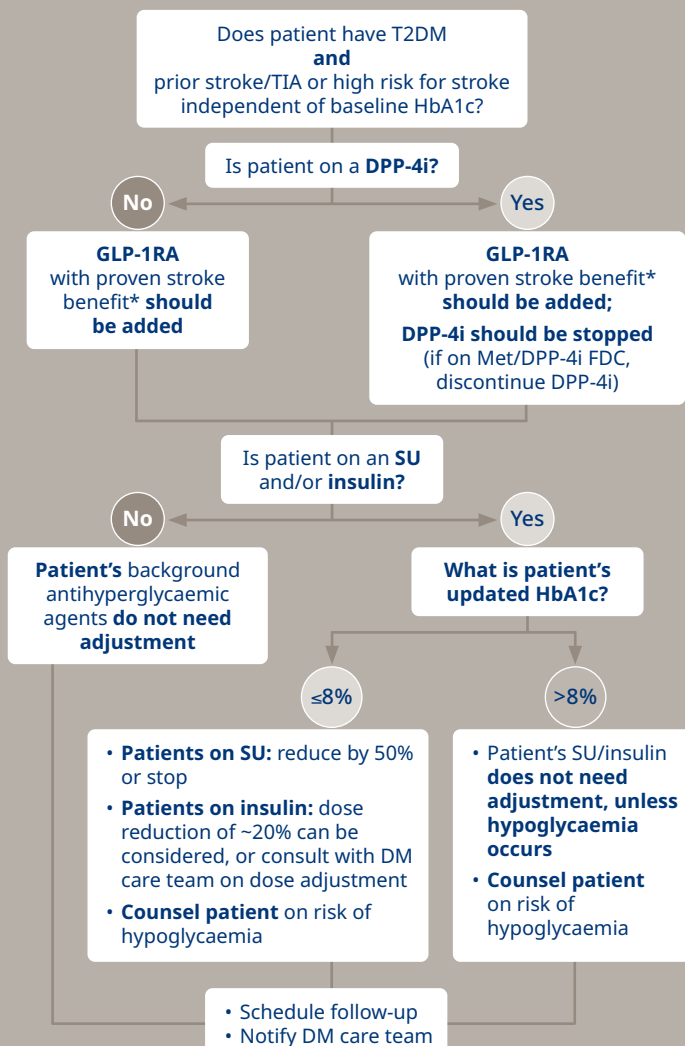 Does patient have T2DM
and
prior stroke/TIA or high risk for stroke
independent of baseline HbA1c?
Is patient on a DPP-4i?
No
Yes
GLP-1RA
with proven stroke
benefit* should
be added
GLP-1RA
with proven stroke benefit*
should be added;
DPP-4i should be stopped
(if on Met/DPP-4i FDC,
discontinue DPP-4i)
Is patient on an SU
and/or insulin?
No
Yes
Patient's background
antihyperglycaemic
agents do not need
adjustment
What is patient's
updated HbA1c?
≤8%
>8%
• Patients on SU: reduce by 50%
or stop
• Patients on insulin: dose
reduction of ~20% can be
considered, or consult with DM
care team on dose adjustment
• Counsel patient on risk of
hypoglycaemia
• Patient's SU/insulin
does not need
adjustment, unless
hypoglycaemia
occurs
• Counsel patient
on risk of
hypoglycaemia
• Schedule follow-up
• Notify DM care team